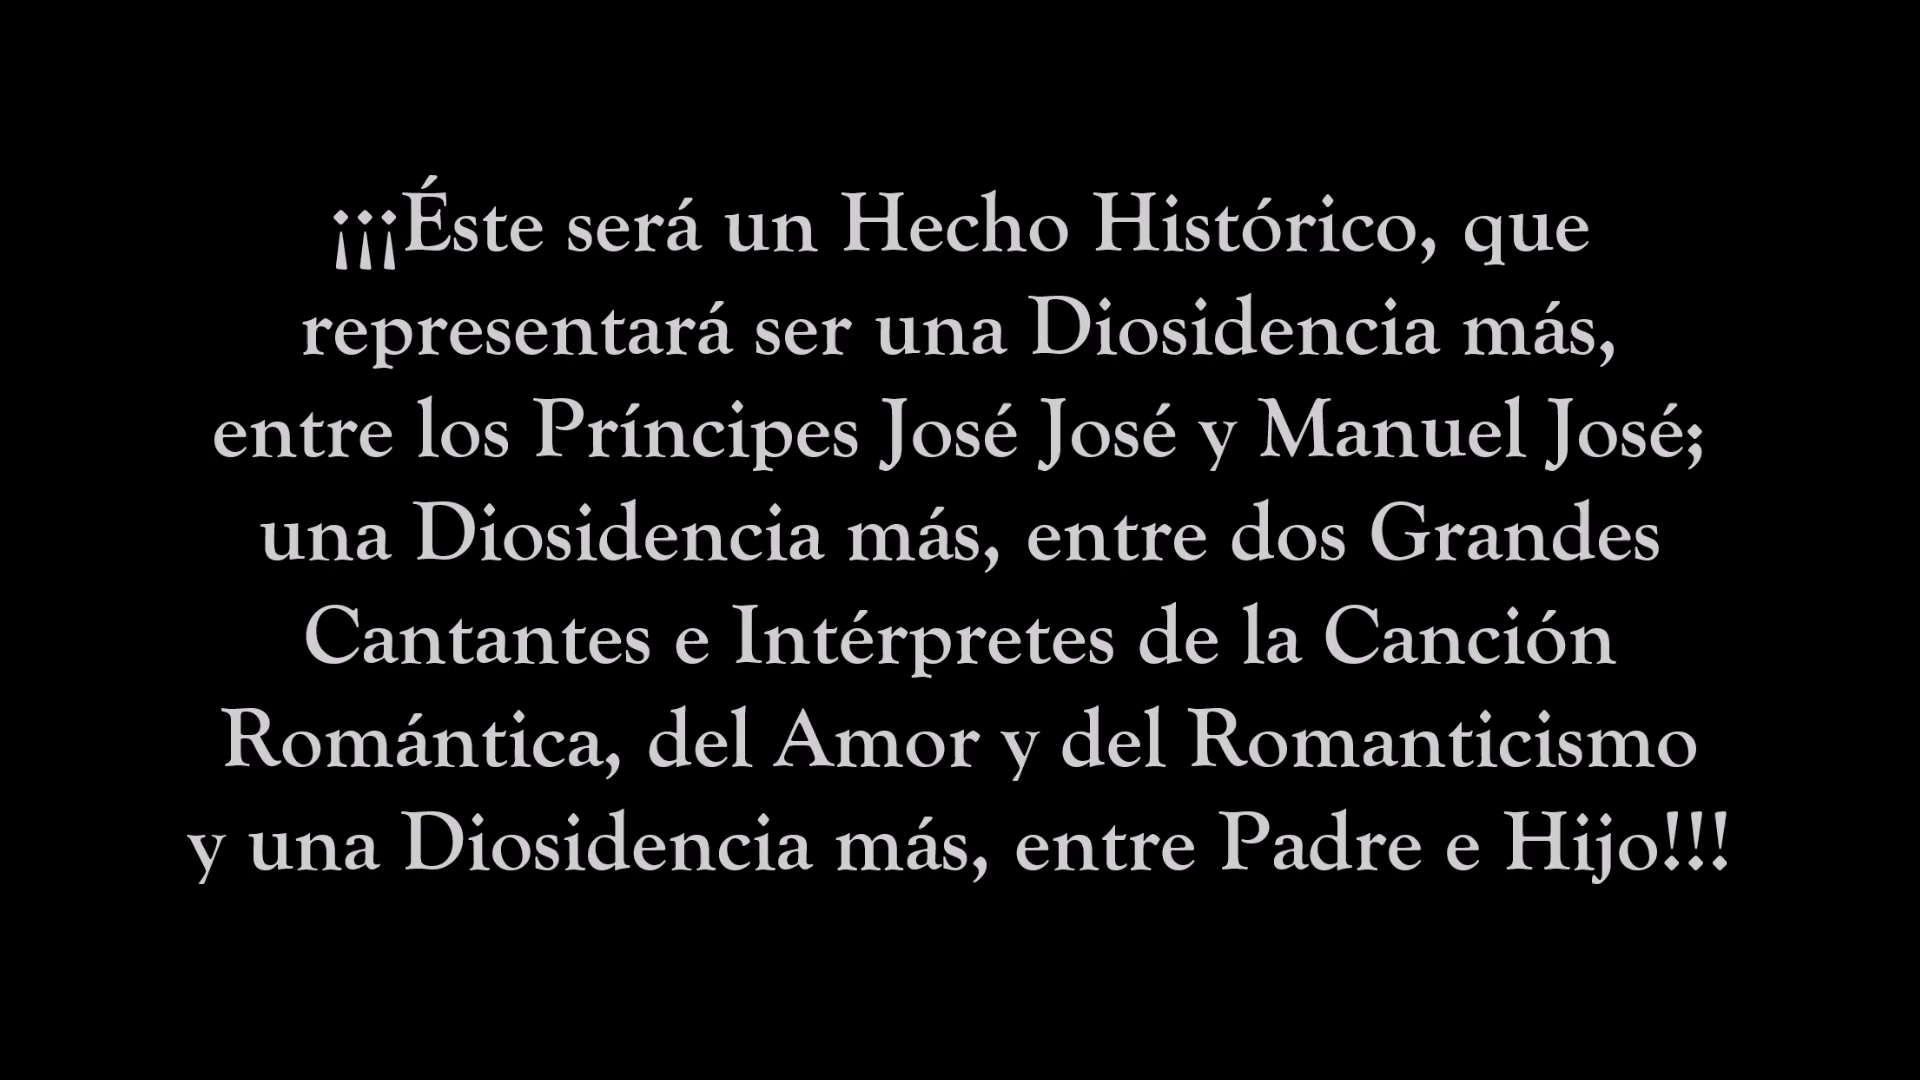 ¡¡¡Éste será un Hecho Histórico, que
representará ser una Diosidencia más,
entre los Príncipes José José y Manuel José;
una Diosidencia más, entre dos Grandes
Cantantes e Intérpretes de la Canción
Romántica, del Amor y del Romanticismo
y una Diosidencia más, entre Padre e Hijo!!!